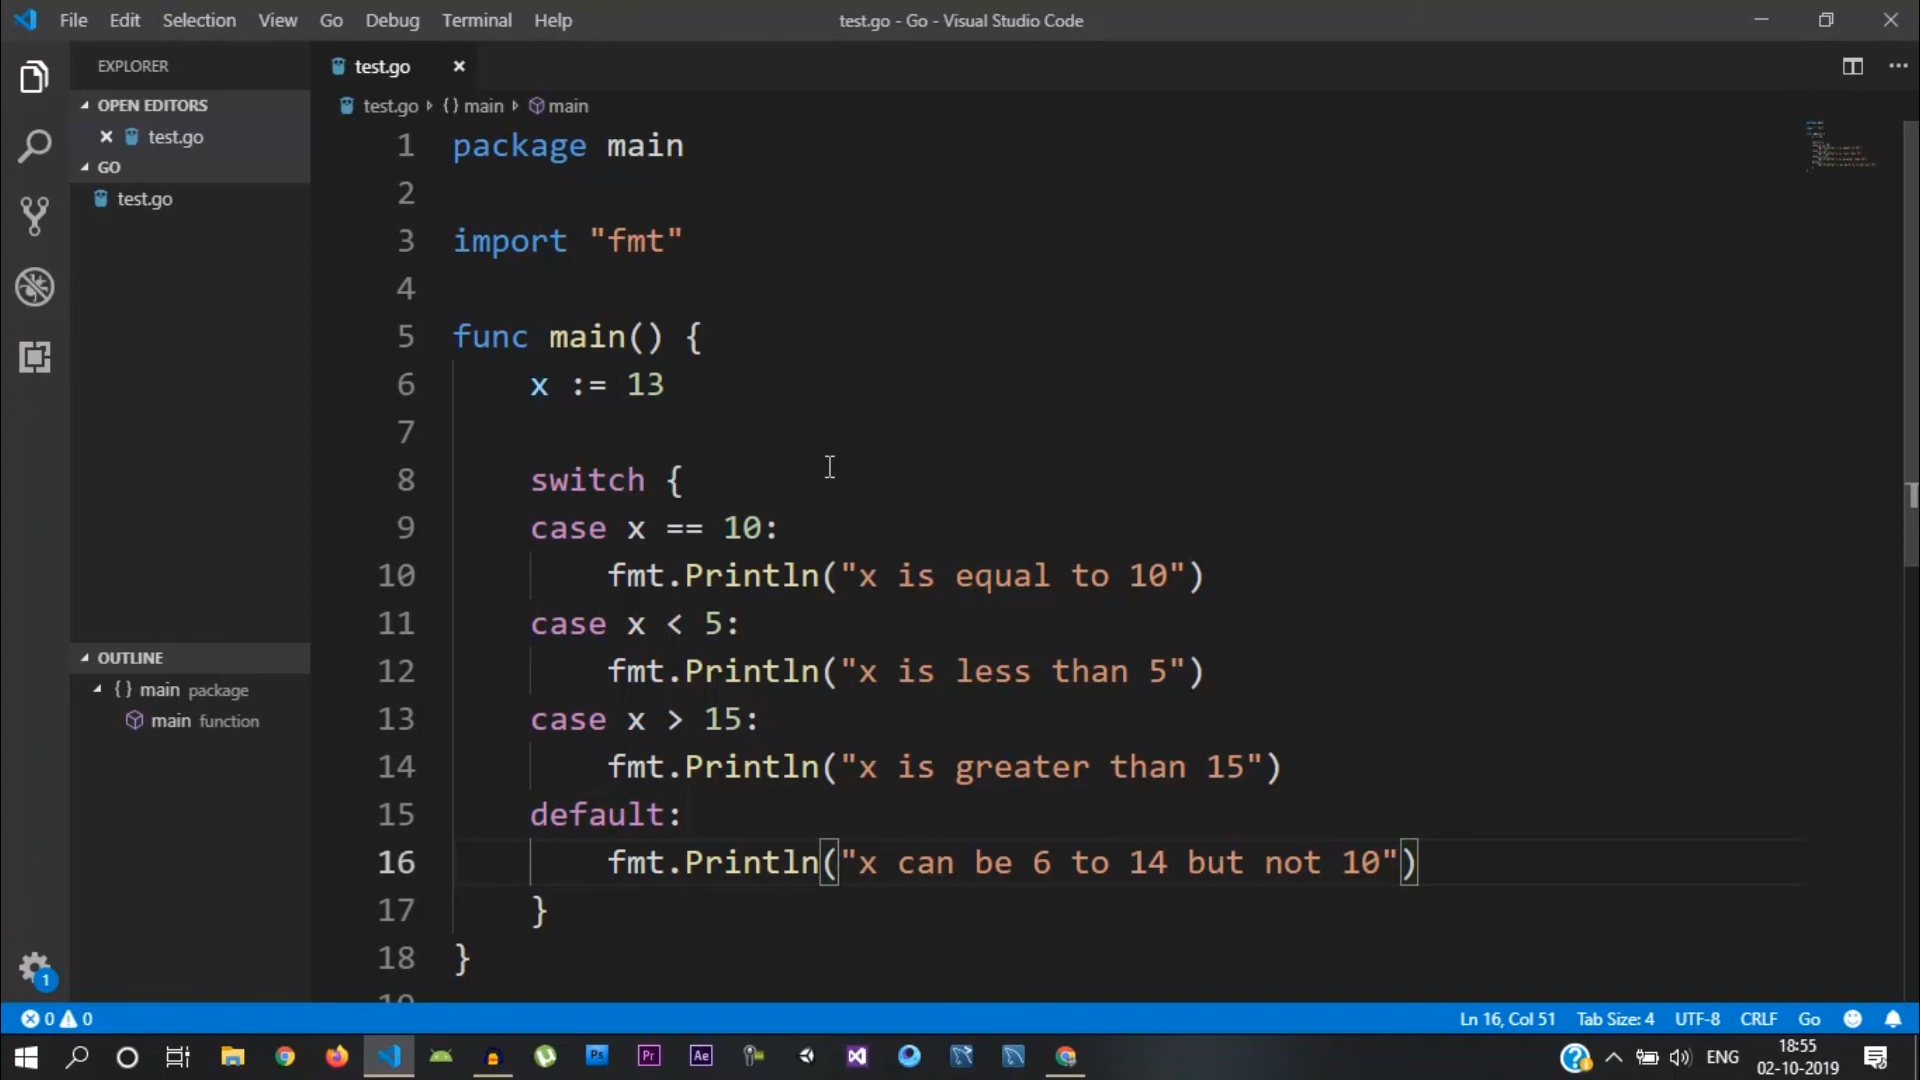 File Edit Selection View Go Debug Terminal Help
test.go - Go - Visual Studio Code
EXPLORER
OPEN EDITORS
test.go
GO
test.go
OUTLINE
{} main package
main function
test.go
test.go {} main main
1 package main
2
3 import "fmt"
4
5 func main() {
6 x := 13
7
8 switch {
9 case x == 10:
10 fmt.Println("x is equal to 10")
11 case x < 5:
12 fmt.Println("x is less than 5")
13 case x > 15:
14 fmt.Println("x is greater than 15")
15 default:
16 fmt.Println("x can be 6 to 14 but not 10")
17 }
18 }
19
1
0 0
Ln 16, Col 51 Tab Size: 4 UTF-8 CRLF Go
Ps Pr Ae
ENG
18:55
02-10-2019